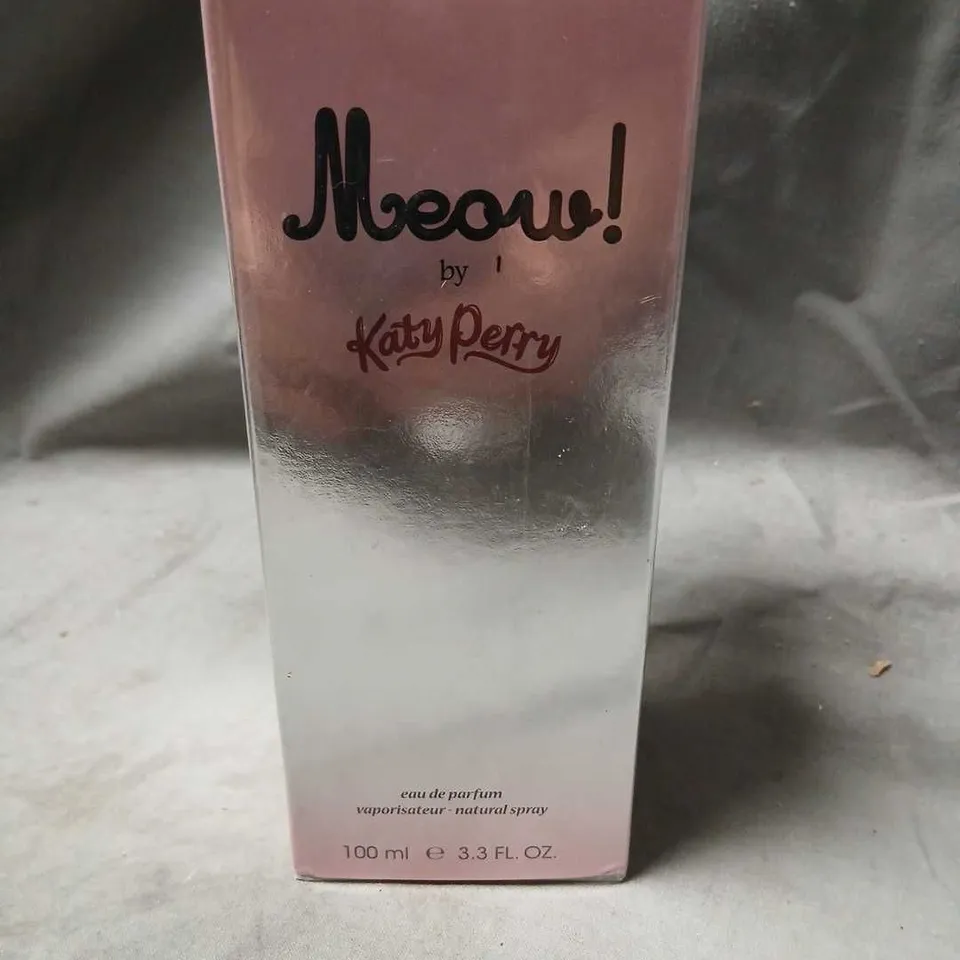 Meow!
by
Katy Perry
eau de parfum
vaporisateur - natural spray
100 ml ℮ 3.3 FL. OZ.